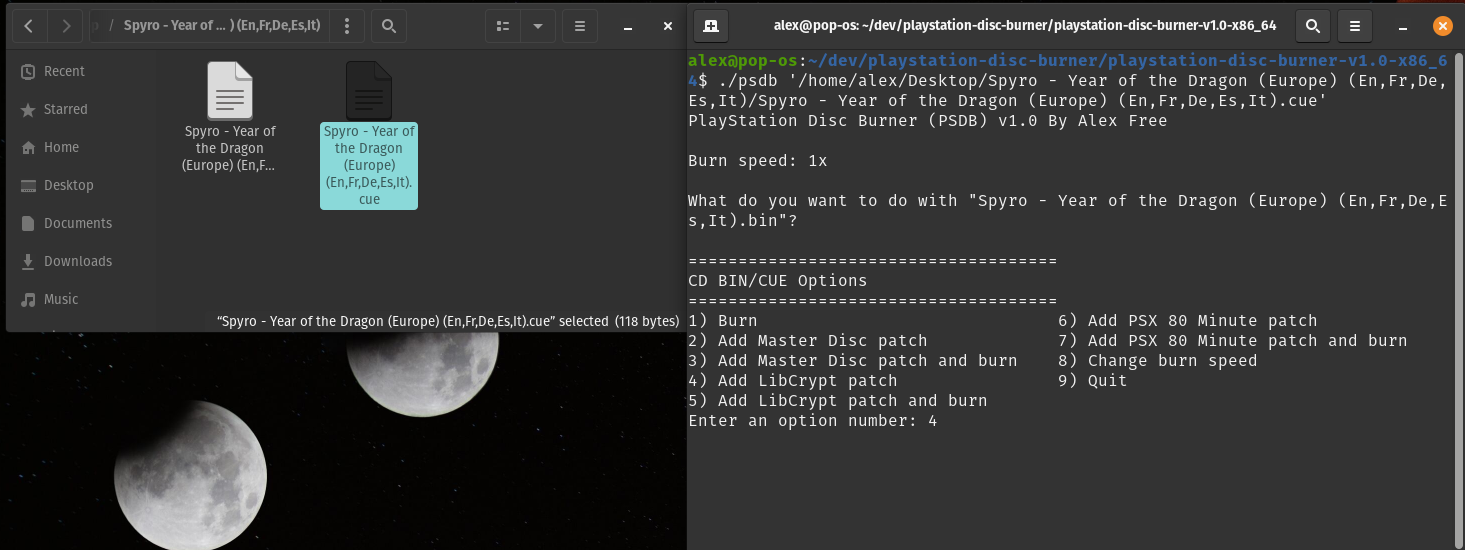 / Spyro - Year of ... ) (En,Fr,De,Es,It)
Recent
Starred
Home
Desktop
Documents
Downloads
Music
Spyro - Year of
the Dragon
(Europe) (En,F...
Spyro - Year of
the Dragon
(Europe)
(En,Fr,De,Es,It).
cue
“Spyro - Year of the Dragon (Europe) (En,Fr,De,Es,It).cue” selected (118 bytes)
alex@pop-os: ~/dev/playstation-disc-burner/playstation-disc-burner-v1.0-x86_64
alex@pop-os:~/dev/playstation-disc-burner/playstation-disc-burner-v1.0-x86_6
4$ ./psdb '/home/alex/Desktop/Spyro - Year of the Dragon (Europe) (En,Fr,De,
Es,It)/Spyro - Year of the Dragon (Europe) (En,Fr,De,Es,It).cue'
PlayStation Disc Burner (PSDB) v1.0 By Alex Free
Burn speed: 1x
What do you want to do with "Spyro - Year of the Dragon (Europe) (En,Fr,De,E
s,It).bin"?
=====================================
CD BIN/CUE Options
=====================================
1) Burn 6) Add PSX 80 Minute patch
2) Add Master Disc patch 7) Add PSX 80 Minute patch and burn
3) Add Master Disc patch and burn 8) Change burn speed
4) Add LibCrypt patch 9) Quit
5) Add LibCrypt patch and burn
Enter an option number: 4